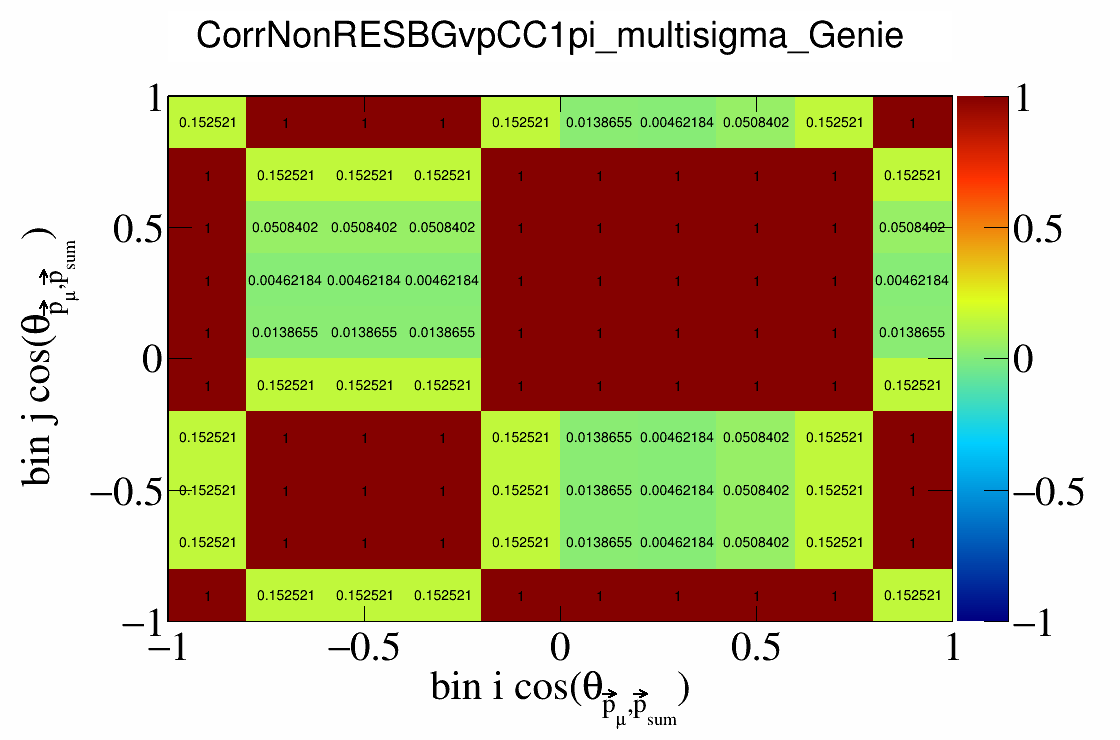 CorrNonRESBGvpCC1pi_multisigma_Genie
1
0.152521 1 1 1 0.152521 0.0138655 0.00462184 0.0508402 0.152521 1
1
1 0.152521 0.152521 0.152521 1 1 1 1 1 0.152521
0.5
1 0.0508402 0.0508402 0.0508402 1 1 1 1 1 0.0508402
0.5
1 0.00462184 0.00462184 0.00462184 1 1 1 1 1 0.00462184
1 0.0138655 0.0138655 0.0138655 1 1 1 1 1 0.0138655
0
0
1 0.152521 0.152521 0.152521 1 1 1 1 1 0.152521
0.152521 1 1 1 0.152521 0.0138655 0.00462184 0.0508402 0.152521 1
−0.5
0.152521 1 1 1 0.152521 0.0138655 0.00462184 0.0508402 0.152521 1
−0.5
0.152521 1 1 1 0.152521 0.0138655 0.00462184 0.0508402 0.152521 1
1 0.152521 0.152521 0.152521 1 1 1 1 1 0.152521
−1
−1
−1 −0.5 0 0.5 1
bin i cos(θ p⃗μ,p⃗sum)
bin j cos(θ p⃗μ,p⃗sum)